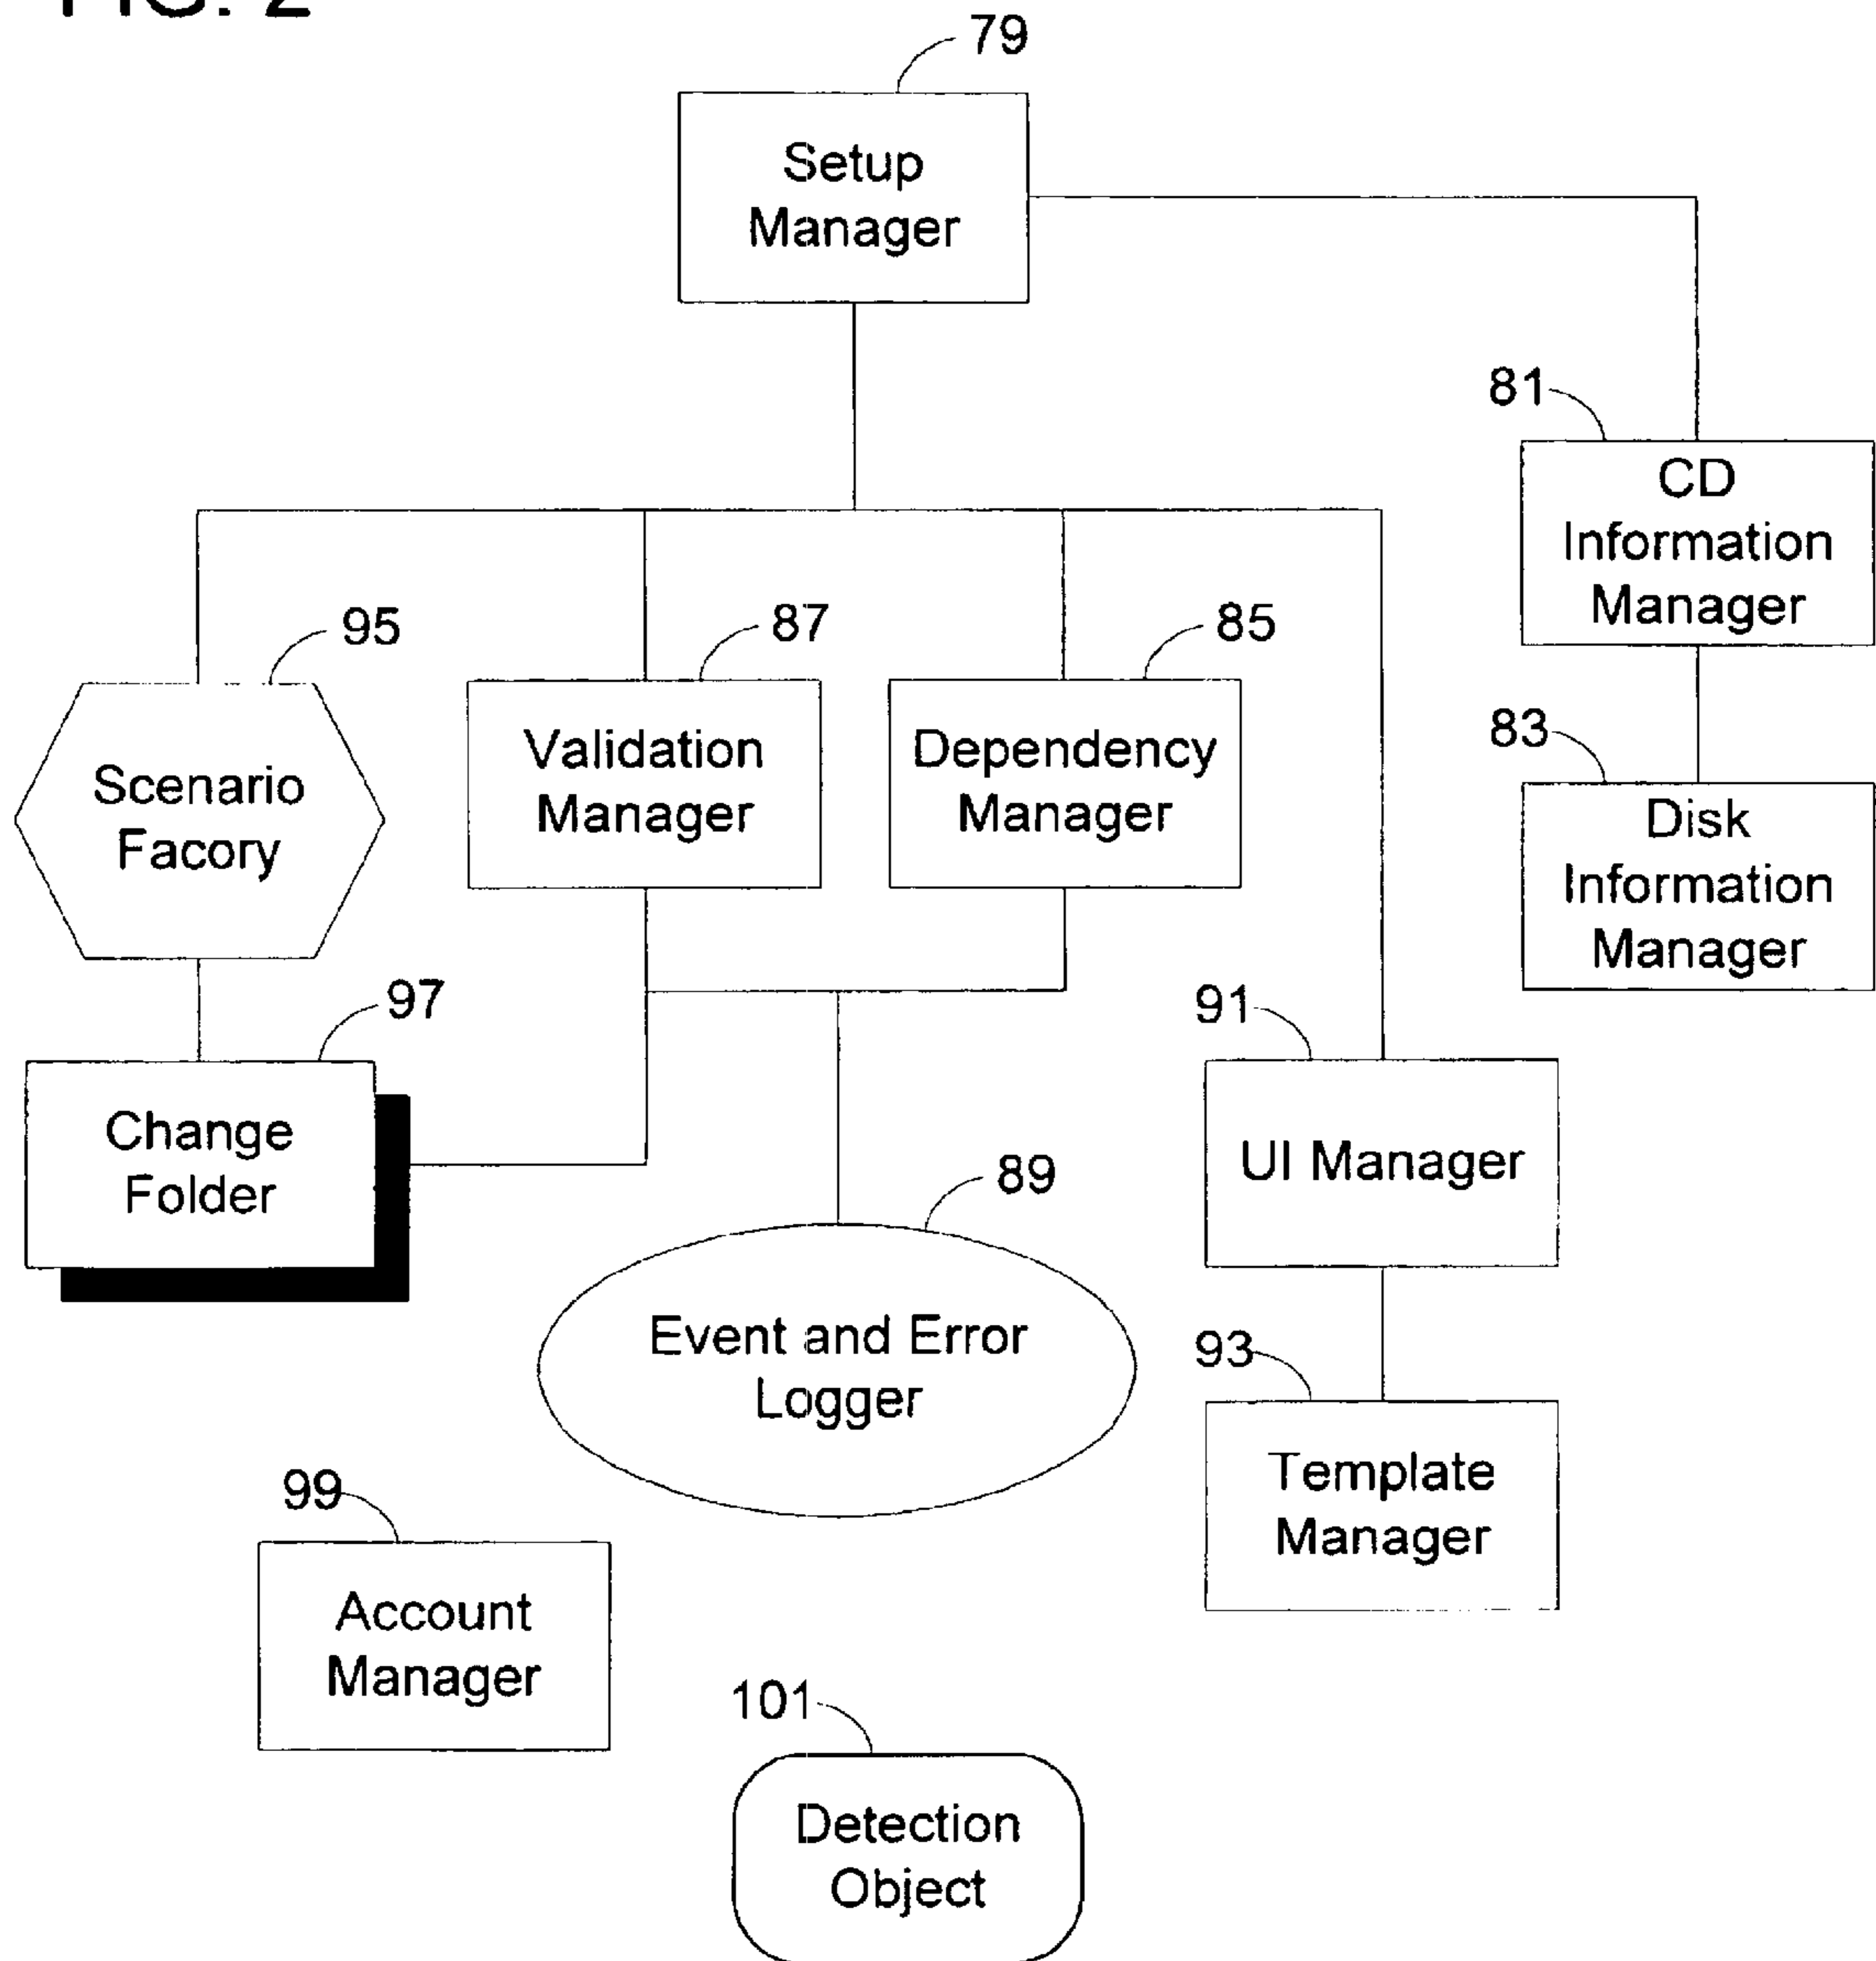 FIG. 2
79
Setup
Manager
81
CD
Information
Manager
95
87
85
Scenario
Facory
Validation
Manager
Dependency
Manager
83
Disk
Information
Manager
97
91
Change
Folder
UI Manager
89
Event and Error
Logger
93
Template
Manager
99
Account
Manager
101
Detection
Object